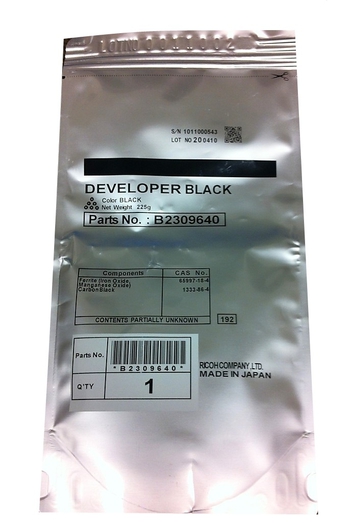 S/N 1011000543
LOT NO 200410
DEVELOPER BLACK
Color BLACK
Net Weight 225g
Parts No. : B2309640
Components CAS. No.
Ferrite (Iron Oxide, 65997-18-4
Manganese Oxide)
Carbon Black 1333-86-4
CONTENTS PARTIALLY UNKNOWN 192
Parts No. *B2309640*
Q'TY 1
RICOH COMPANY, LTD.
MADE IN JAPAN